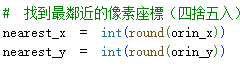 # 找到最鄰近的像素座標（四捨五入）
nearest_x = int(round(orin_x))
nearest_y = int(round(orin_y))